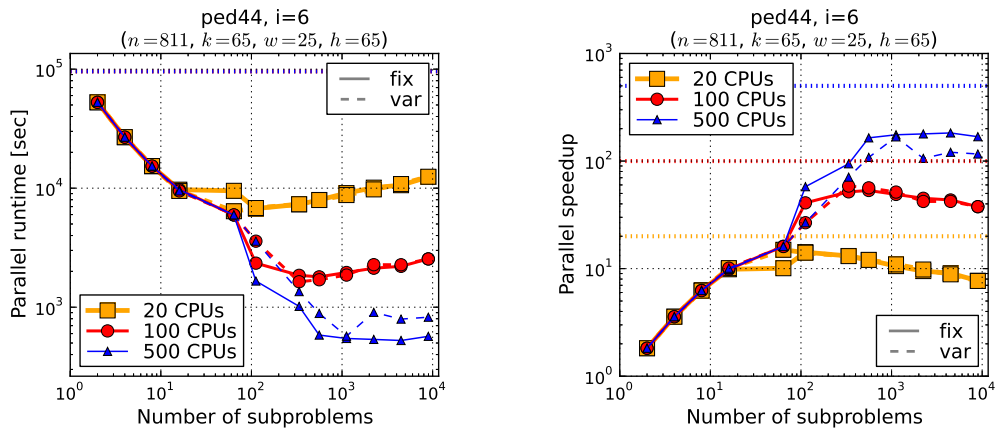 ped44, i=6
(n=811, k=65, w=25, h=65)
10^5
10^4
10^3
Parallel runtime [sec]
fix
var
20 CPUs
100 CPUs
500 CPUs
10^0 10^1 10^2 10^3 10^4
Number of subproblems
ped44, i=6
(n=811, k=65, w=25, h=65)
10^3
10^2
10^1
10^0
Parallel speedup
20 CPUs
100 CPUs
500 CPUs
fix
var
10^0 10^1 10^2 10^3 10^4
Number of subproblems